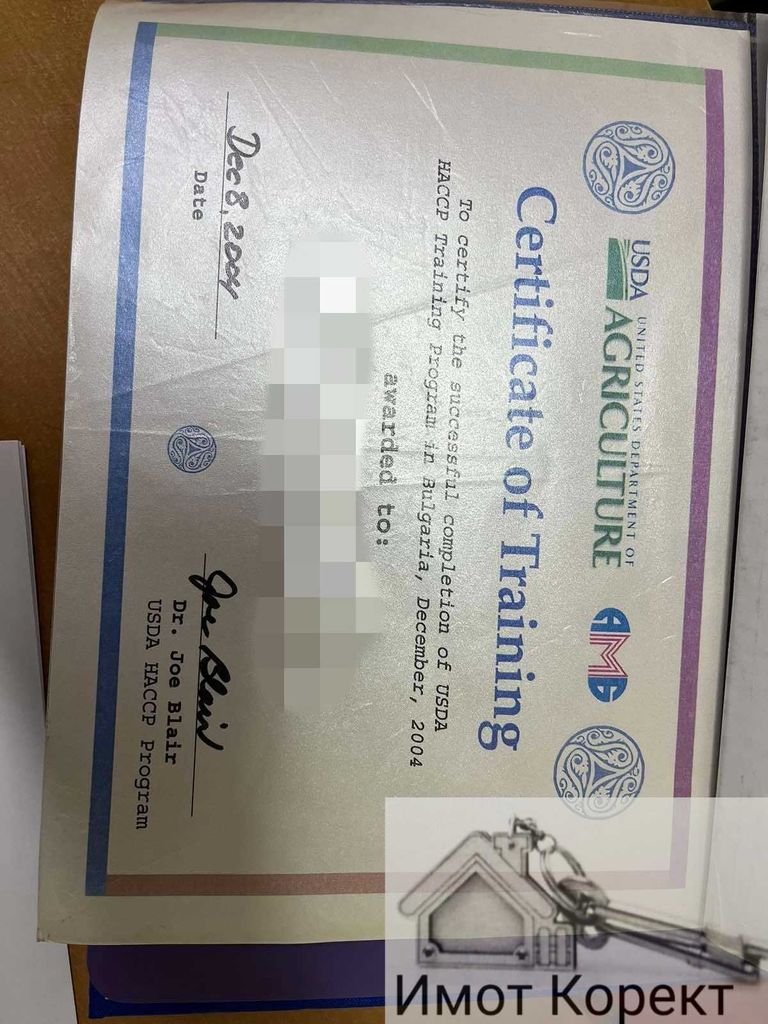 UNITED STATES DEPARTMENT OF
USDA AGRICULTURE AMS
Certificate of Training
To certify the successful completion of USDA
HACCP Training Program in Bulgaria, December, 2004
awarded to:
Dec 8, 2004
Date
Joe Blair
Dr. Joe Blair
USDA HACCP Program
Имот Корект